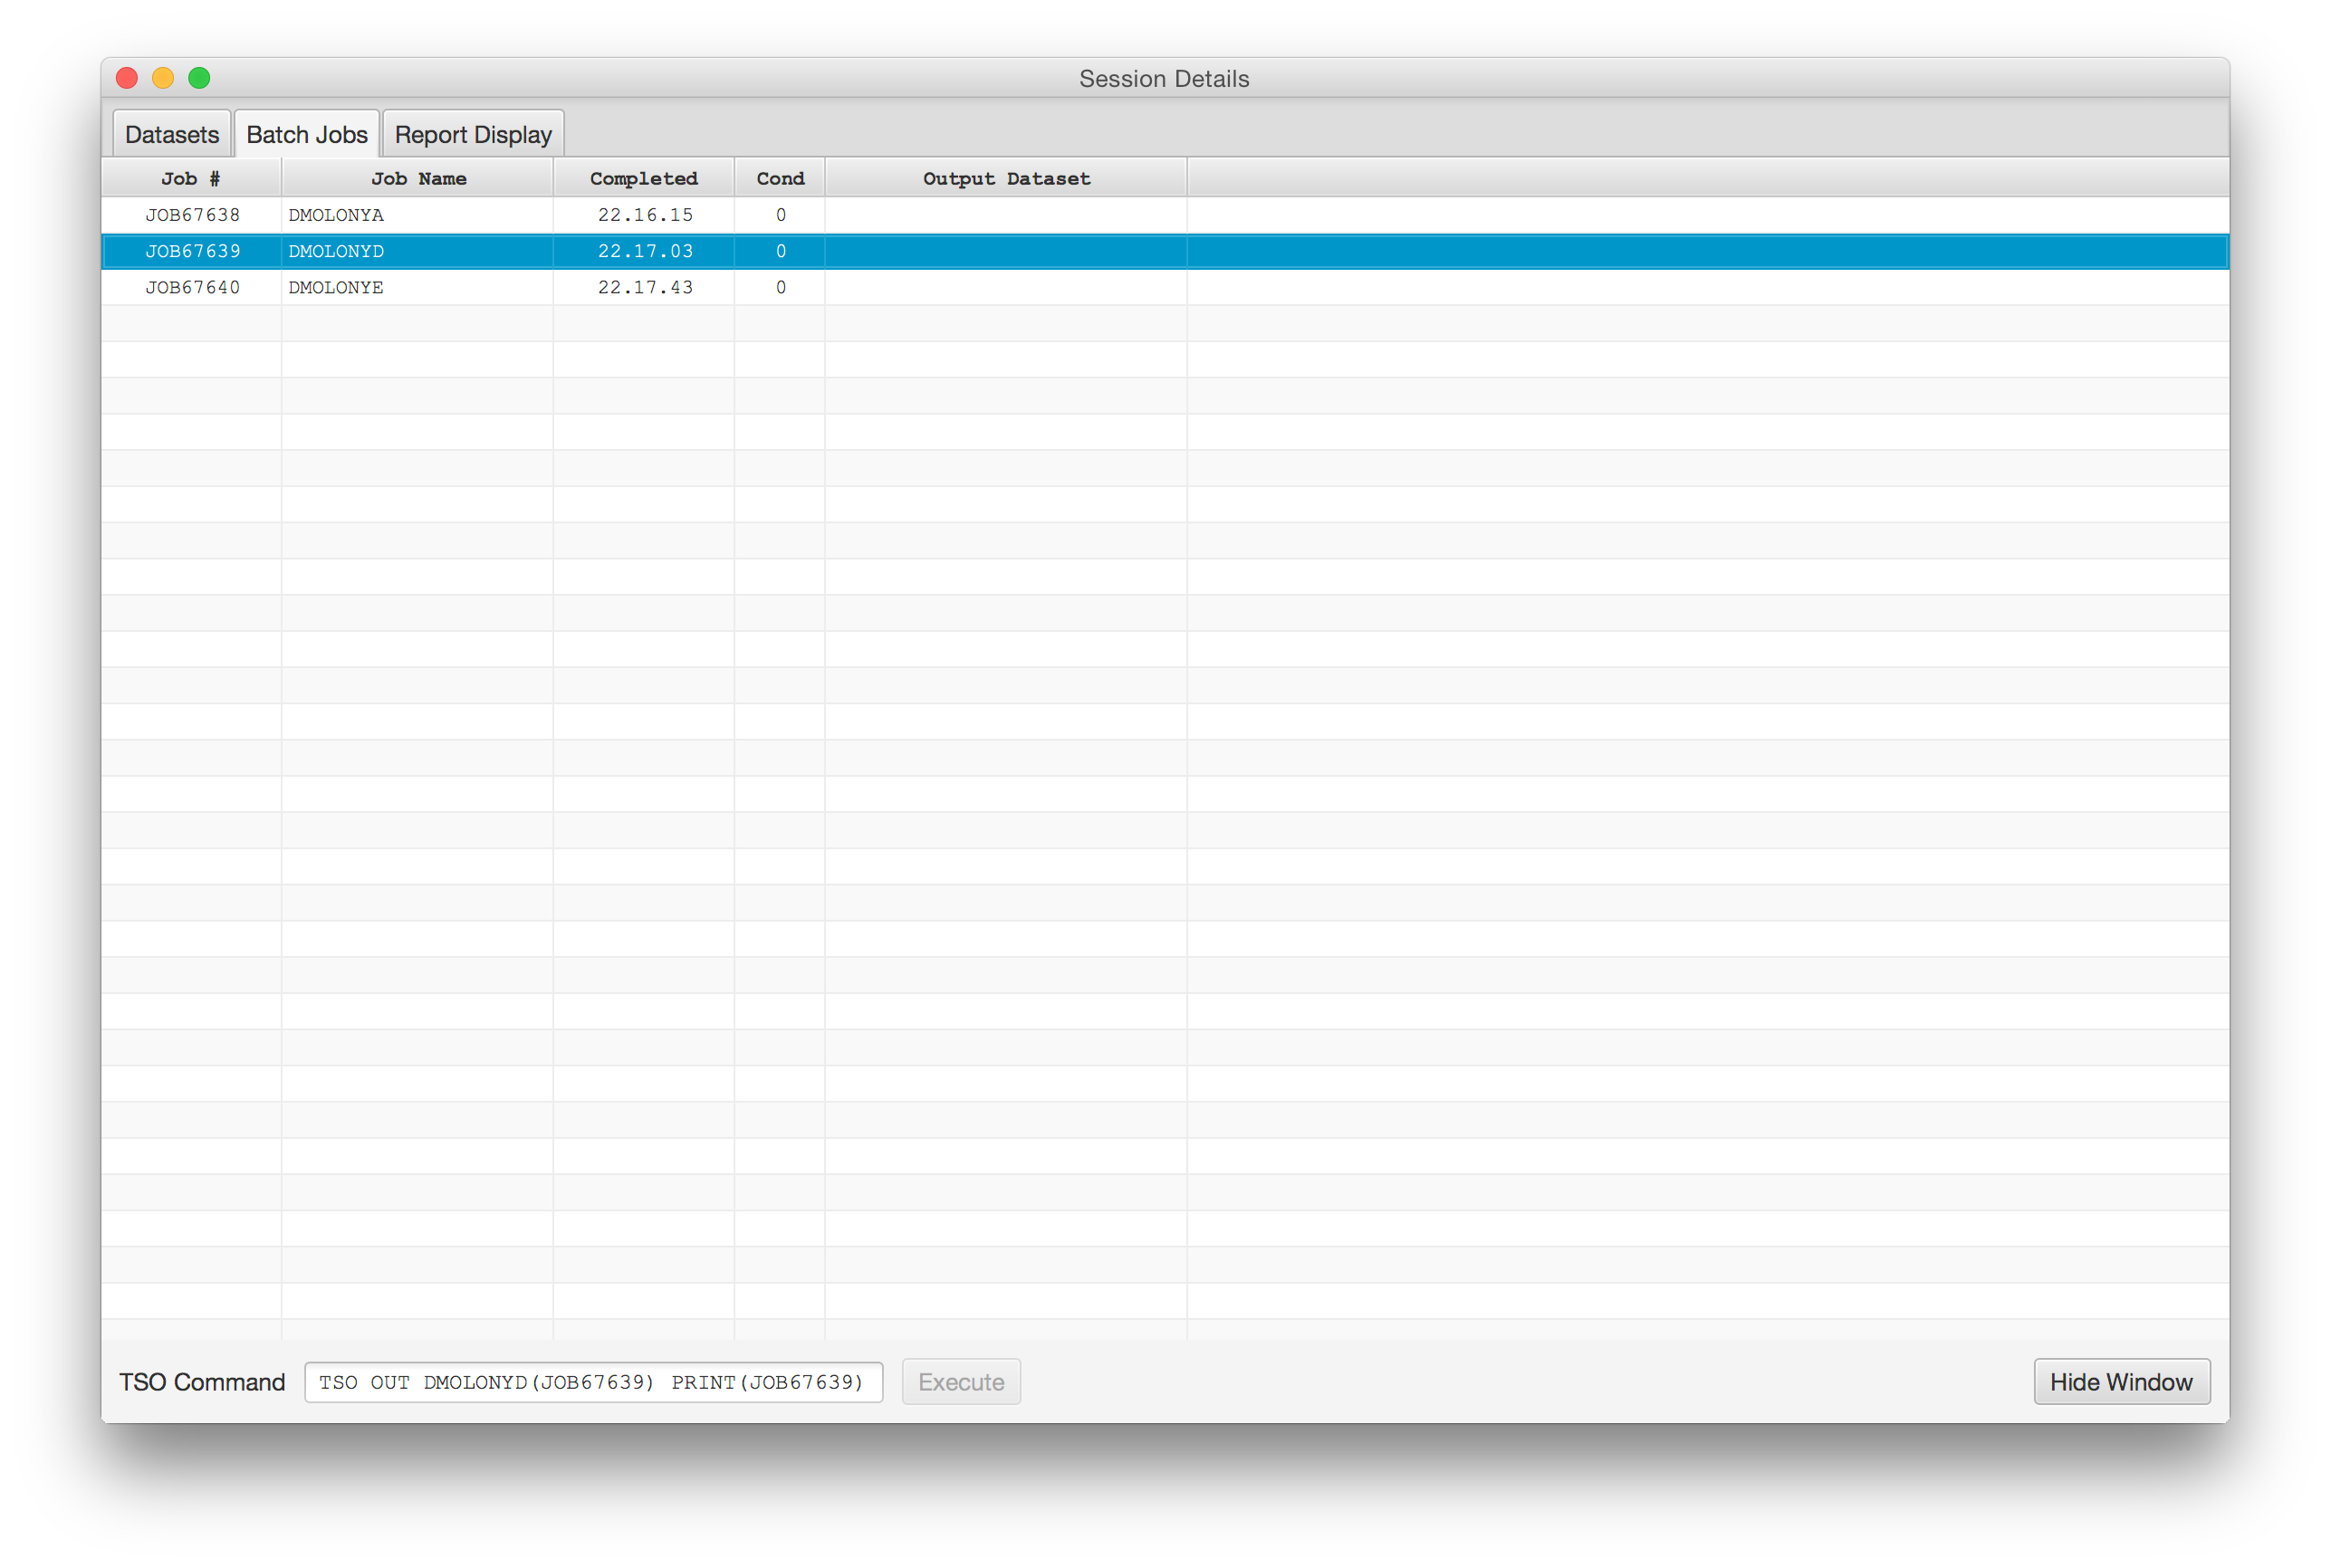 Session Details
Datasets Batch Jobs Report Display
Job # Job Name Completed Cond Output Dataset
JOB67638 DMOLONYA 22.16.15 0
JOB67639 DMOLONYD 22.17.03 0
JOB67640 DMOLONYE 22.17.43 0
TSO Command TSO OUT DMOLONYD(JOB67639) PRINT(JOB67639) Execute Hide Window